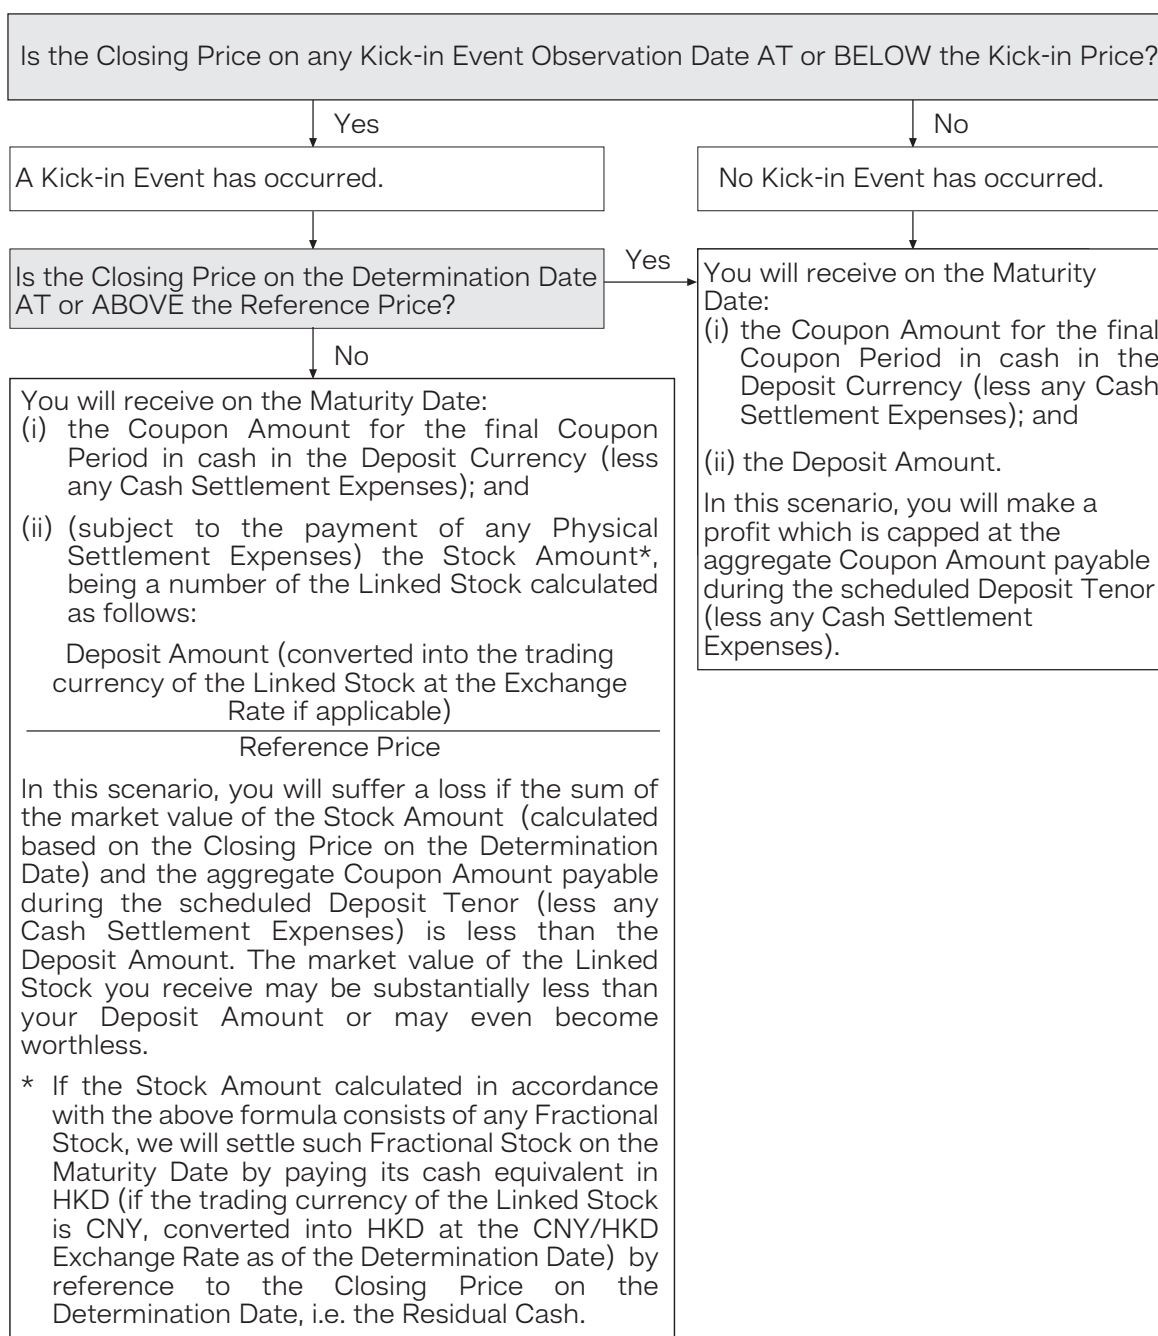 Is the Closing Price on any Kick-in Event Observation Date AT or BELOW the Kick-in Price?
Yes
No
A Kick-in Event has occurred.
No Kick-in Event has occurred.
Is the Closing Price on the Determination Date
AT or ABOVE the Reference Price?
Yes
No
You will receive on the Maturity Date:
(i) the Coupon Amount for the final Coupon
Period in cash in the Deposit Currency (less
any Cash Settlement Expenses); and
(ii) (subject to the payment of any Physical
Settlement Expenses) the Stock Amount*,
being a number of the Linked Stock calculated
as follows:
Deposit Amount (converted into the trading
currency of the Linked Stock at the Exchange
Rate if applicable)
Reference Price
In this scenario, you will suffer a loss if the sum of
the market value of the Stock Amount (calculated
based on the Closing Price on the Determination
Date) and the aggregate Coupon Amount payable
during the scheduled Deposit Tenor (less any
Cash Settlement Expenses) is less than the
Deposit Amount. The market value of the Linked
Stock you receive may be substantially less than
your Deposit Amount or may even become
worthless.
* If the Stock Amount calculated in accordance
with the above formula consists of any Fractional
Stock, we will settle such Fractional Stock on the
Maturity Date by paying its cash equivalent in
HKD (if the trading currency of the Linked Stock
is CNY, converted into HKD at the CNY/HKD
Exchange Rate as of the Determination Date) by
reference to the Closing Price on the
Determination Date, i.e. the Residual Cash.
You will receive on the Maturity
Date:
(i) the Coupon Amount for the final
Coupon Period in cash in the
Deposit Currency (less any Cash
Settlement Expenses); and
(ii) the Deposit Amount.
In this scenario, you will make a
profit which is capped at the
aggregate Coupon Amount payable
during the scheduled Deposit Tenor
(less any Cash Settlement
Expenses).